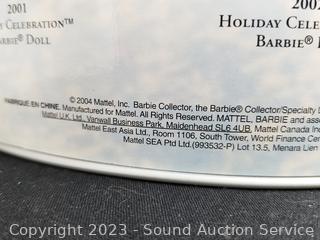 2001
Celebration™
Barbie® Doll
2002
Holiday Cele
Barbie®
© 2004 Mattel, Inc. Barbie Collector, the Barbie® Collector/Specialty
FABRIQUÉ EN CHINE. Manufactured for Mattel. All Rights Reserved. MATTEL, BARBIE and asso
Mattel U.K. Ltd., Vanwall Business Park, Maidenhead SL6 4UB. Mattel Canada Inc
Mattel East Asia Ltd., Room 1106, South Tower, World Finance Cente
Mattel SEA Ptd Ltd.(993532-P) Lot 13.5, Menara Lien
Copyright 2023 - Sound Auction Service